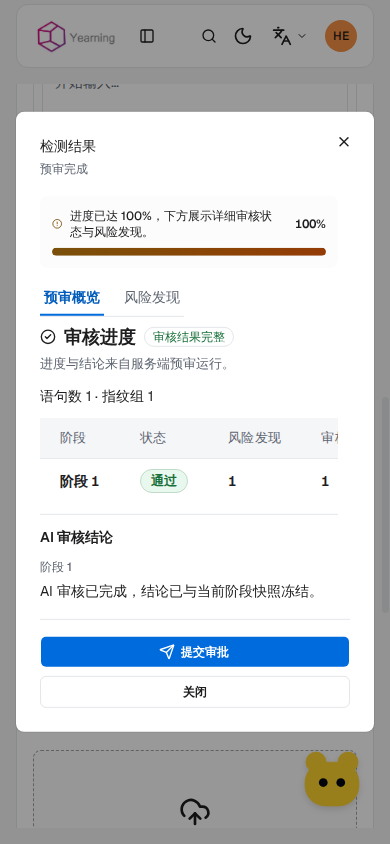 Yearning
HE
检测结果
预审完成
进度已达 100%，下方展示详细审核状
态与风险发现。
100%
预审概览 风险发现
审核进度 审核结果完整
进度与结论来自服务端预审运行。
语句数 1 · 指纹组 1
阶段 状态 风险发现 审
阶段 1 通过 1 1
AI 审核结论
阶段 1
AI 审核已完成，结论已与当前阶段快照冻结。
提交审批
关闭